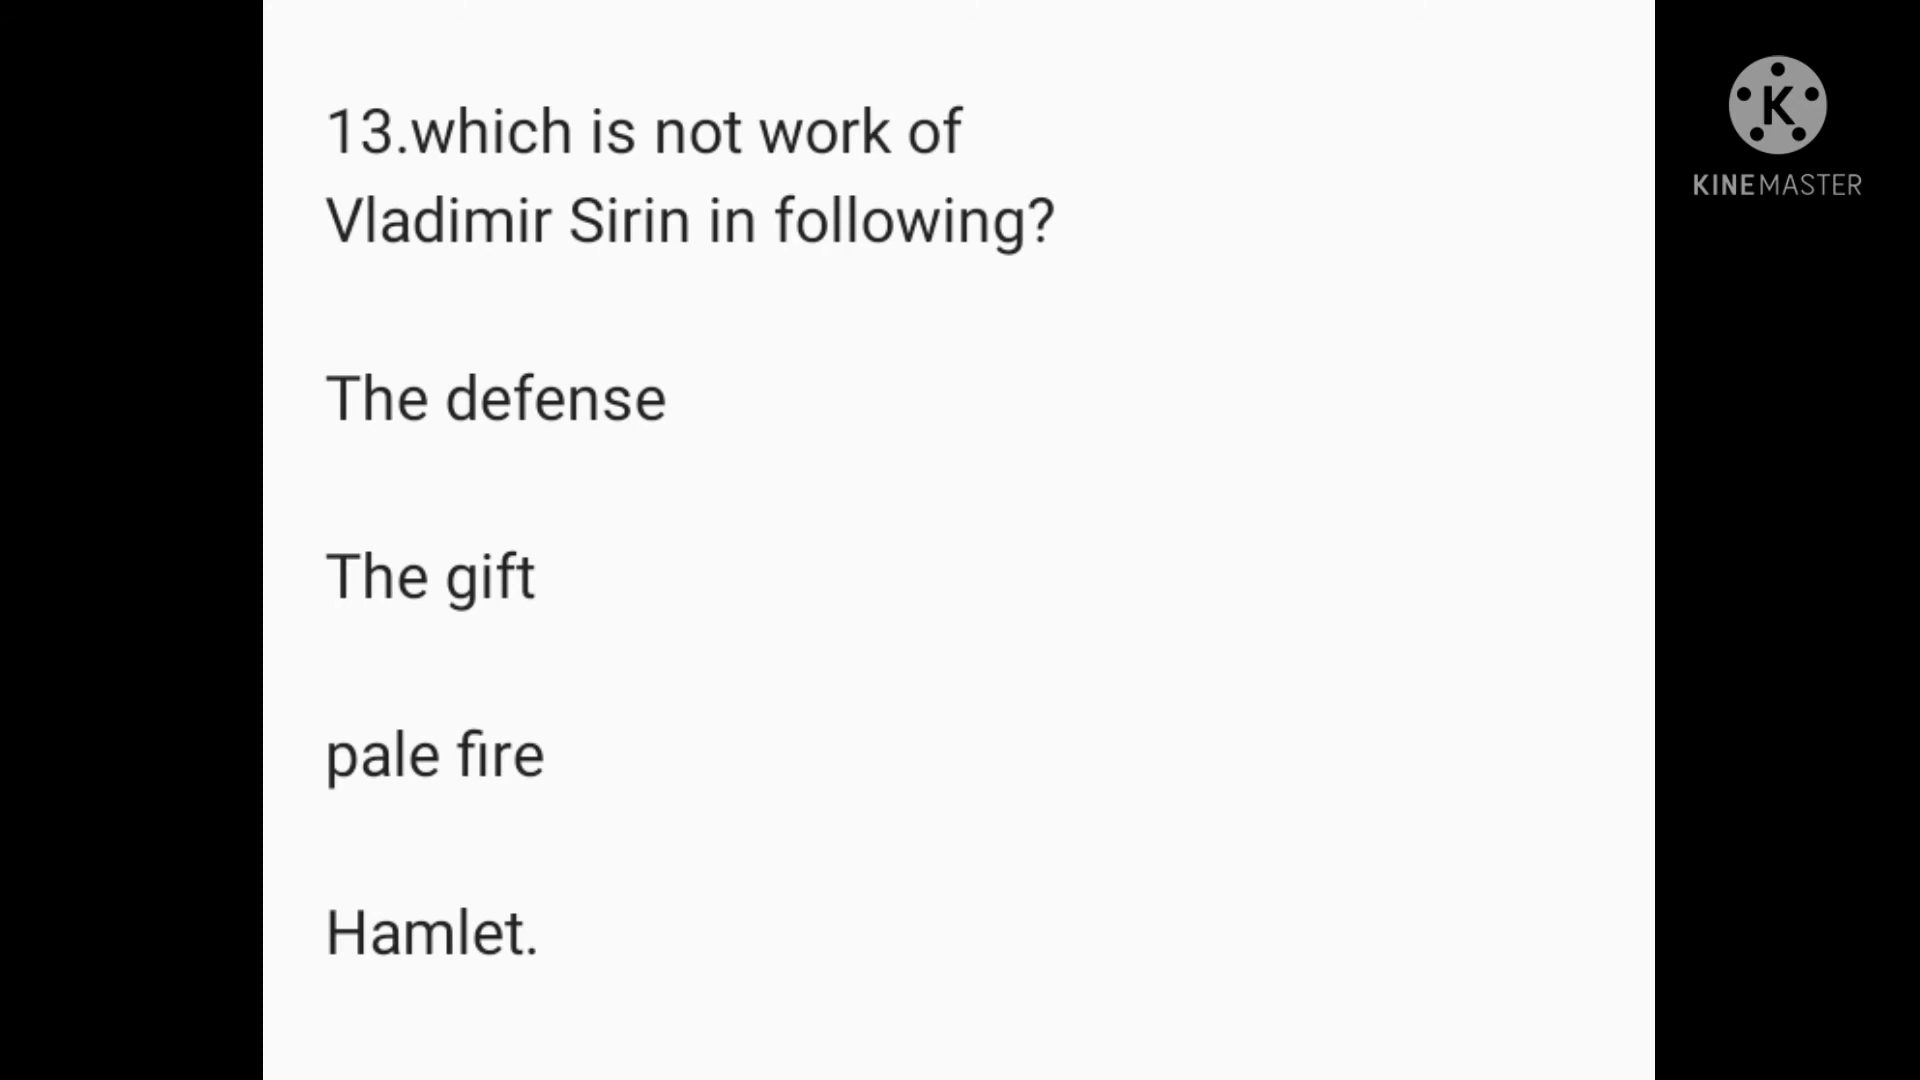 13.which is not work of
Vladimir Sirin in following?
The defense
The gift
pale fire
Hamlet.
K
KINEMASTER